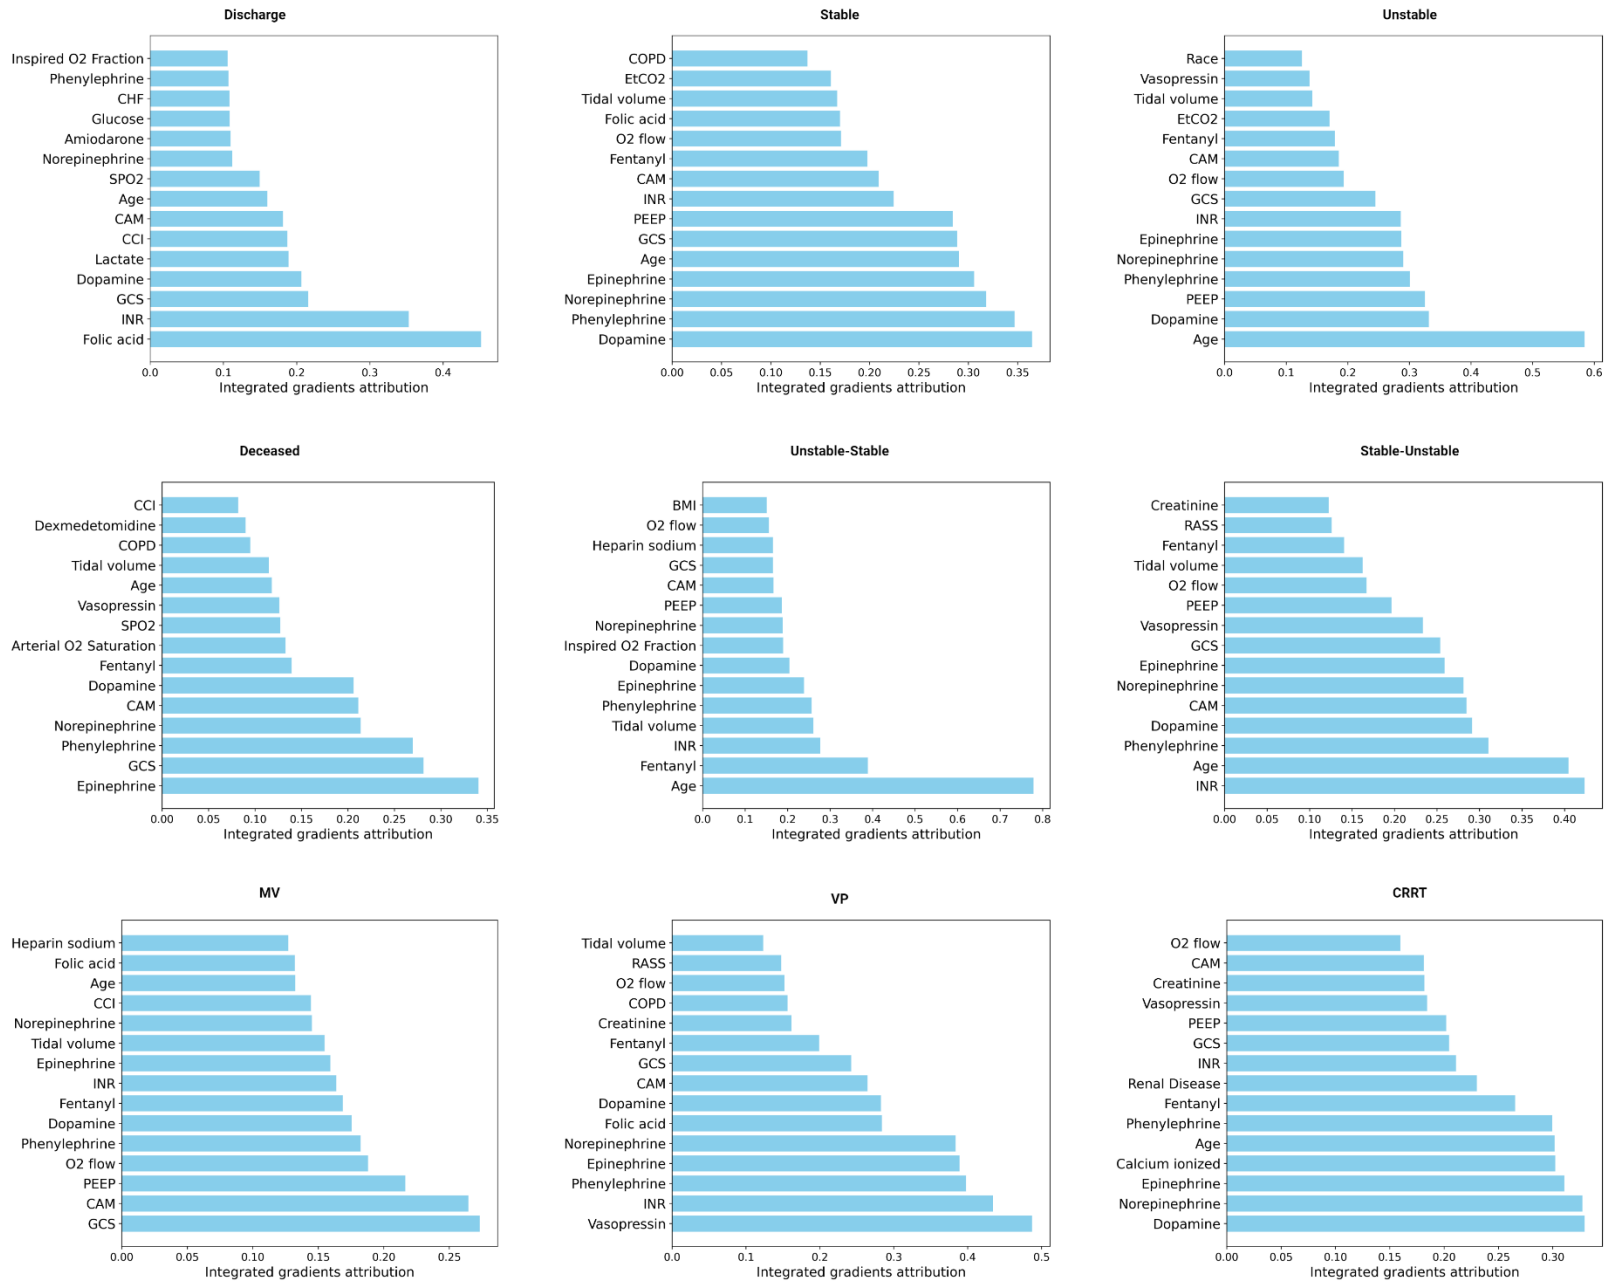 Discharge
Inspired O2 Fraction
Phenylephrine
CHF
Glucose
Amiodarone
Norepinephrine
SPO2
Age
CAM
CCI
Lactate
Dopamine
GCS
INR
Folic acid
0.0 0.1 0.2 0.3 0.4
Integrated gradients attribution
Stable
COPD
EtCO2
Tidal volume
Folic acid
O2 flow
Fentanyl
CAM
INR
PEEP
GCS
Age
Epinephrine
Norepinephrine
Phenylephrine
Dopamine
0.00 0.05 0.10 0.15 0.20 0.25 0.30 0.35
Integrated gradients attribution
Unstable
Race
Vasopressin
Tidal volume
EtCO2
Fentanyl
CAM
O2 flow
GCS
INR
Epinephrine
Norepinephrine
Phenylephrine
PEEP
Dopamine
Age
0.0 0.1 0.2 0.3 0.4 0.5 0.6
Integrated gradients attribution
Deceased
CCI
Dexmedetomidine
COPD
Tidal volume
Age
Vasopressin
SPO2
Arterial O2 Saturation
Fentanyl
Dopamine
CAM
Norepinephrine
Phenylephrine
GCS
Epinephrine
0.00 0.05 0.10 0.15 0.20 0.25 0.30 0.35
Integrated gradients attribution
Unstable-Stable
BMI
O2 flow
Heparin sodium
GCS
CAM
PEEP
Norepinephrine
Inspired O2 Fraction
Dopamine
Epinephrine
Phenylephrine
Tidal volume
INR
Fentanyl
Age
0.0 0.1 0.2 0.3 0.4 0.5 0.6 0.7 0.8
Integrated gradients attribution
Stable-Unstable
Creatinine
RASS
Fentanyl
Tidal volume
O2 flow
PEEP
Vasopressin
GCS
Epinephrine
Norepinephrine
CAM
Dopamine
Phenylephrine
Age
INR
0.00 0.05 0.10 0.15 0.20 0.25 0.30 0.35 0.40
Integrated gradients attribution
MV
Heparin sodium
Folic acid
Age
CCI
Norepinephrine
Tidal volume
Epinephrine
INR
Fentanyl
Dopamine
Phenylephrine
O2 flow
PEEP
CAM
GCS
0.00 0.05 0.10 0.15 0.20 0.25
Integrated gradients attribution
VP
Tidal volume
RASS
O2 flow
COPD
Creatinine
Fentanyl
GCS
CAM
Dopamine
Folic acid
Norepinephrine
Epinephrine
Phenylephrine
INR
Vasopressin
0.0 0.1 0.2 0.3 0.4 0.5
Integrated gradients attribution
CRRT
O2 flow
CAM
Creatinine
Vasopressin
PEEP
GCS
INR
Renal Disease
Fentanyl
Phenylephrine
Age
Calcium ionized
Epinephrine
Norepinephrine
Dopamine
0.00 0.05 0.10 0.15 0.20 0.25 0.30
Integrated gradients attribution